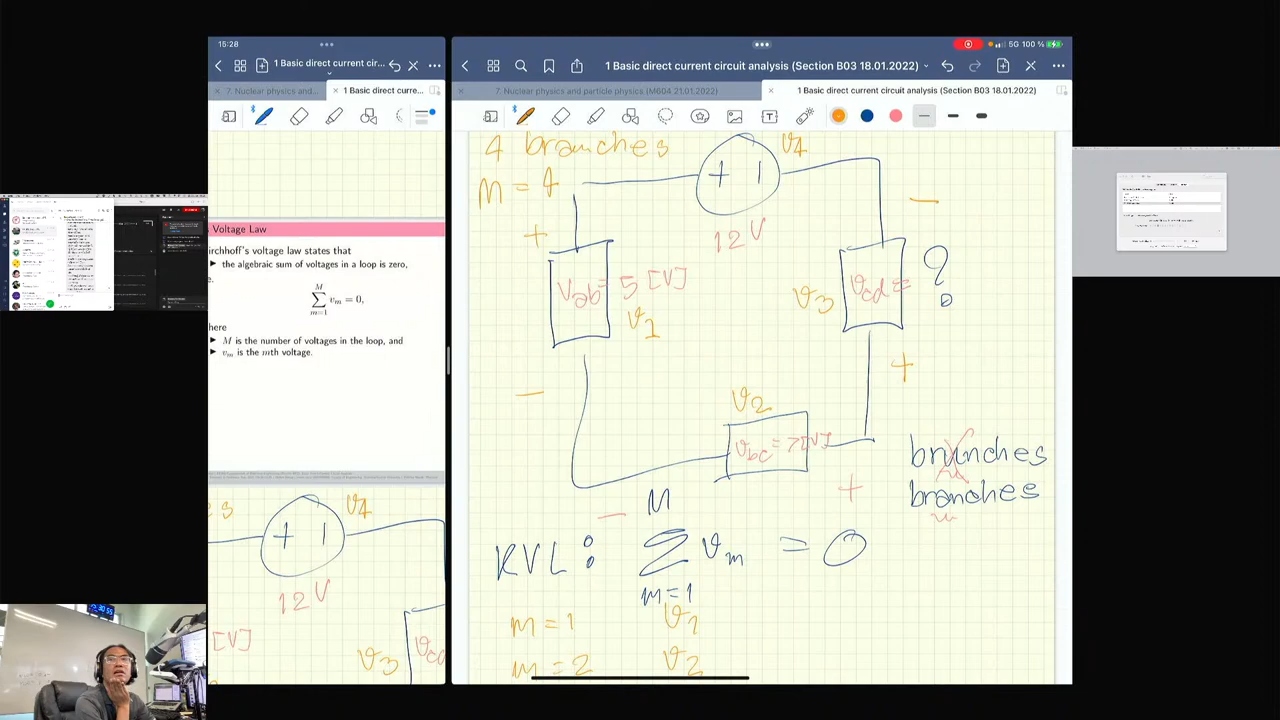 15:28
1 Basic direct current cir...
7. Nuclear physics and...
1 Basic direct curre...
Voltage Law
irchhoff's voltage law states that
the algebraic sum of voltages in a loop is zero,
M
∑ vm = 0,
m=1
here
M is the number of voltages in the loop, and
vm is the mth voltage.
v4
+ |
12 V
[V]
v3
5G 100 %
1 Basic direct current circuit analysis (Section B03 18.01.2022)
7. Nuclear physics and particle physics (M604 21.01.2022)
1 Basic direct current circuit analysis (Section B03 18.01.2022)
T
4 branches
M = 4
v4
+ |
12 V
+
−
vab = 5 [V]
v1
v3
vcd =
?
−
+
v2
vbc = 7 [V]
−
+
brunches
branches
M
KVL: ∑ vm = 0
m=1
m = 1 v1
m = 2 v2